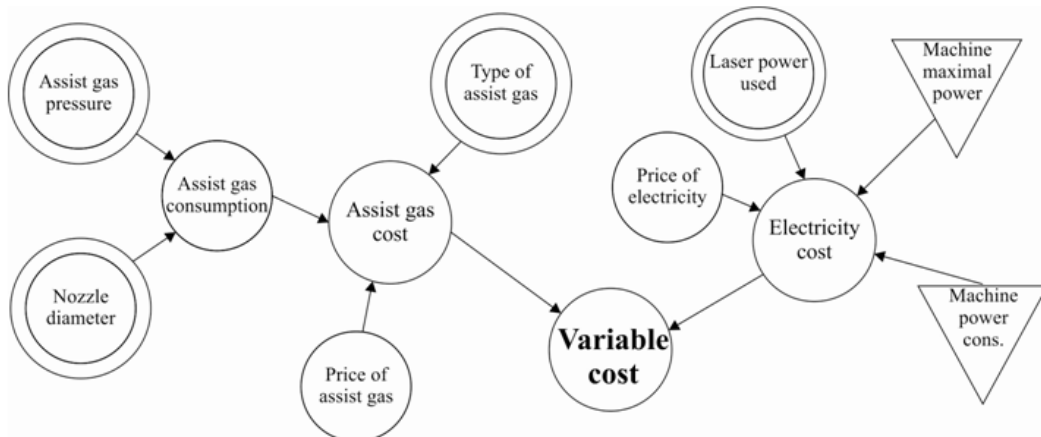 Assist gas
pressure
Type of
assist gas
Laser power
used
Machine
maximal
power
Assist gas
consumption
Assist gas
cost
Price of
electricity
Electricity
cost
Nozzle
diameter
Price of
assist gas
Variable
cost
Machine
power
cons.